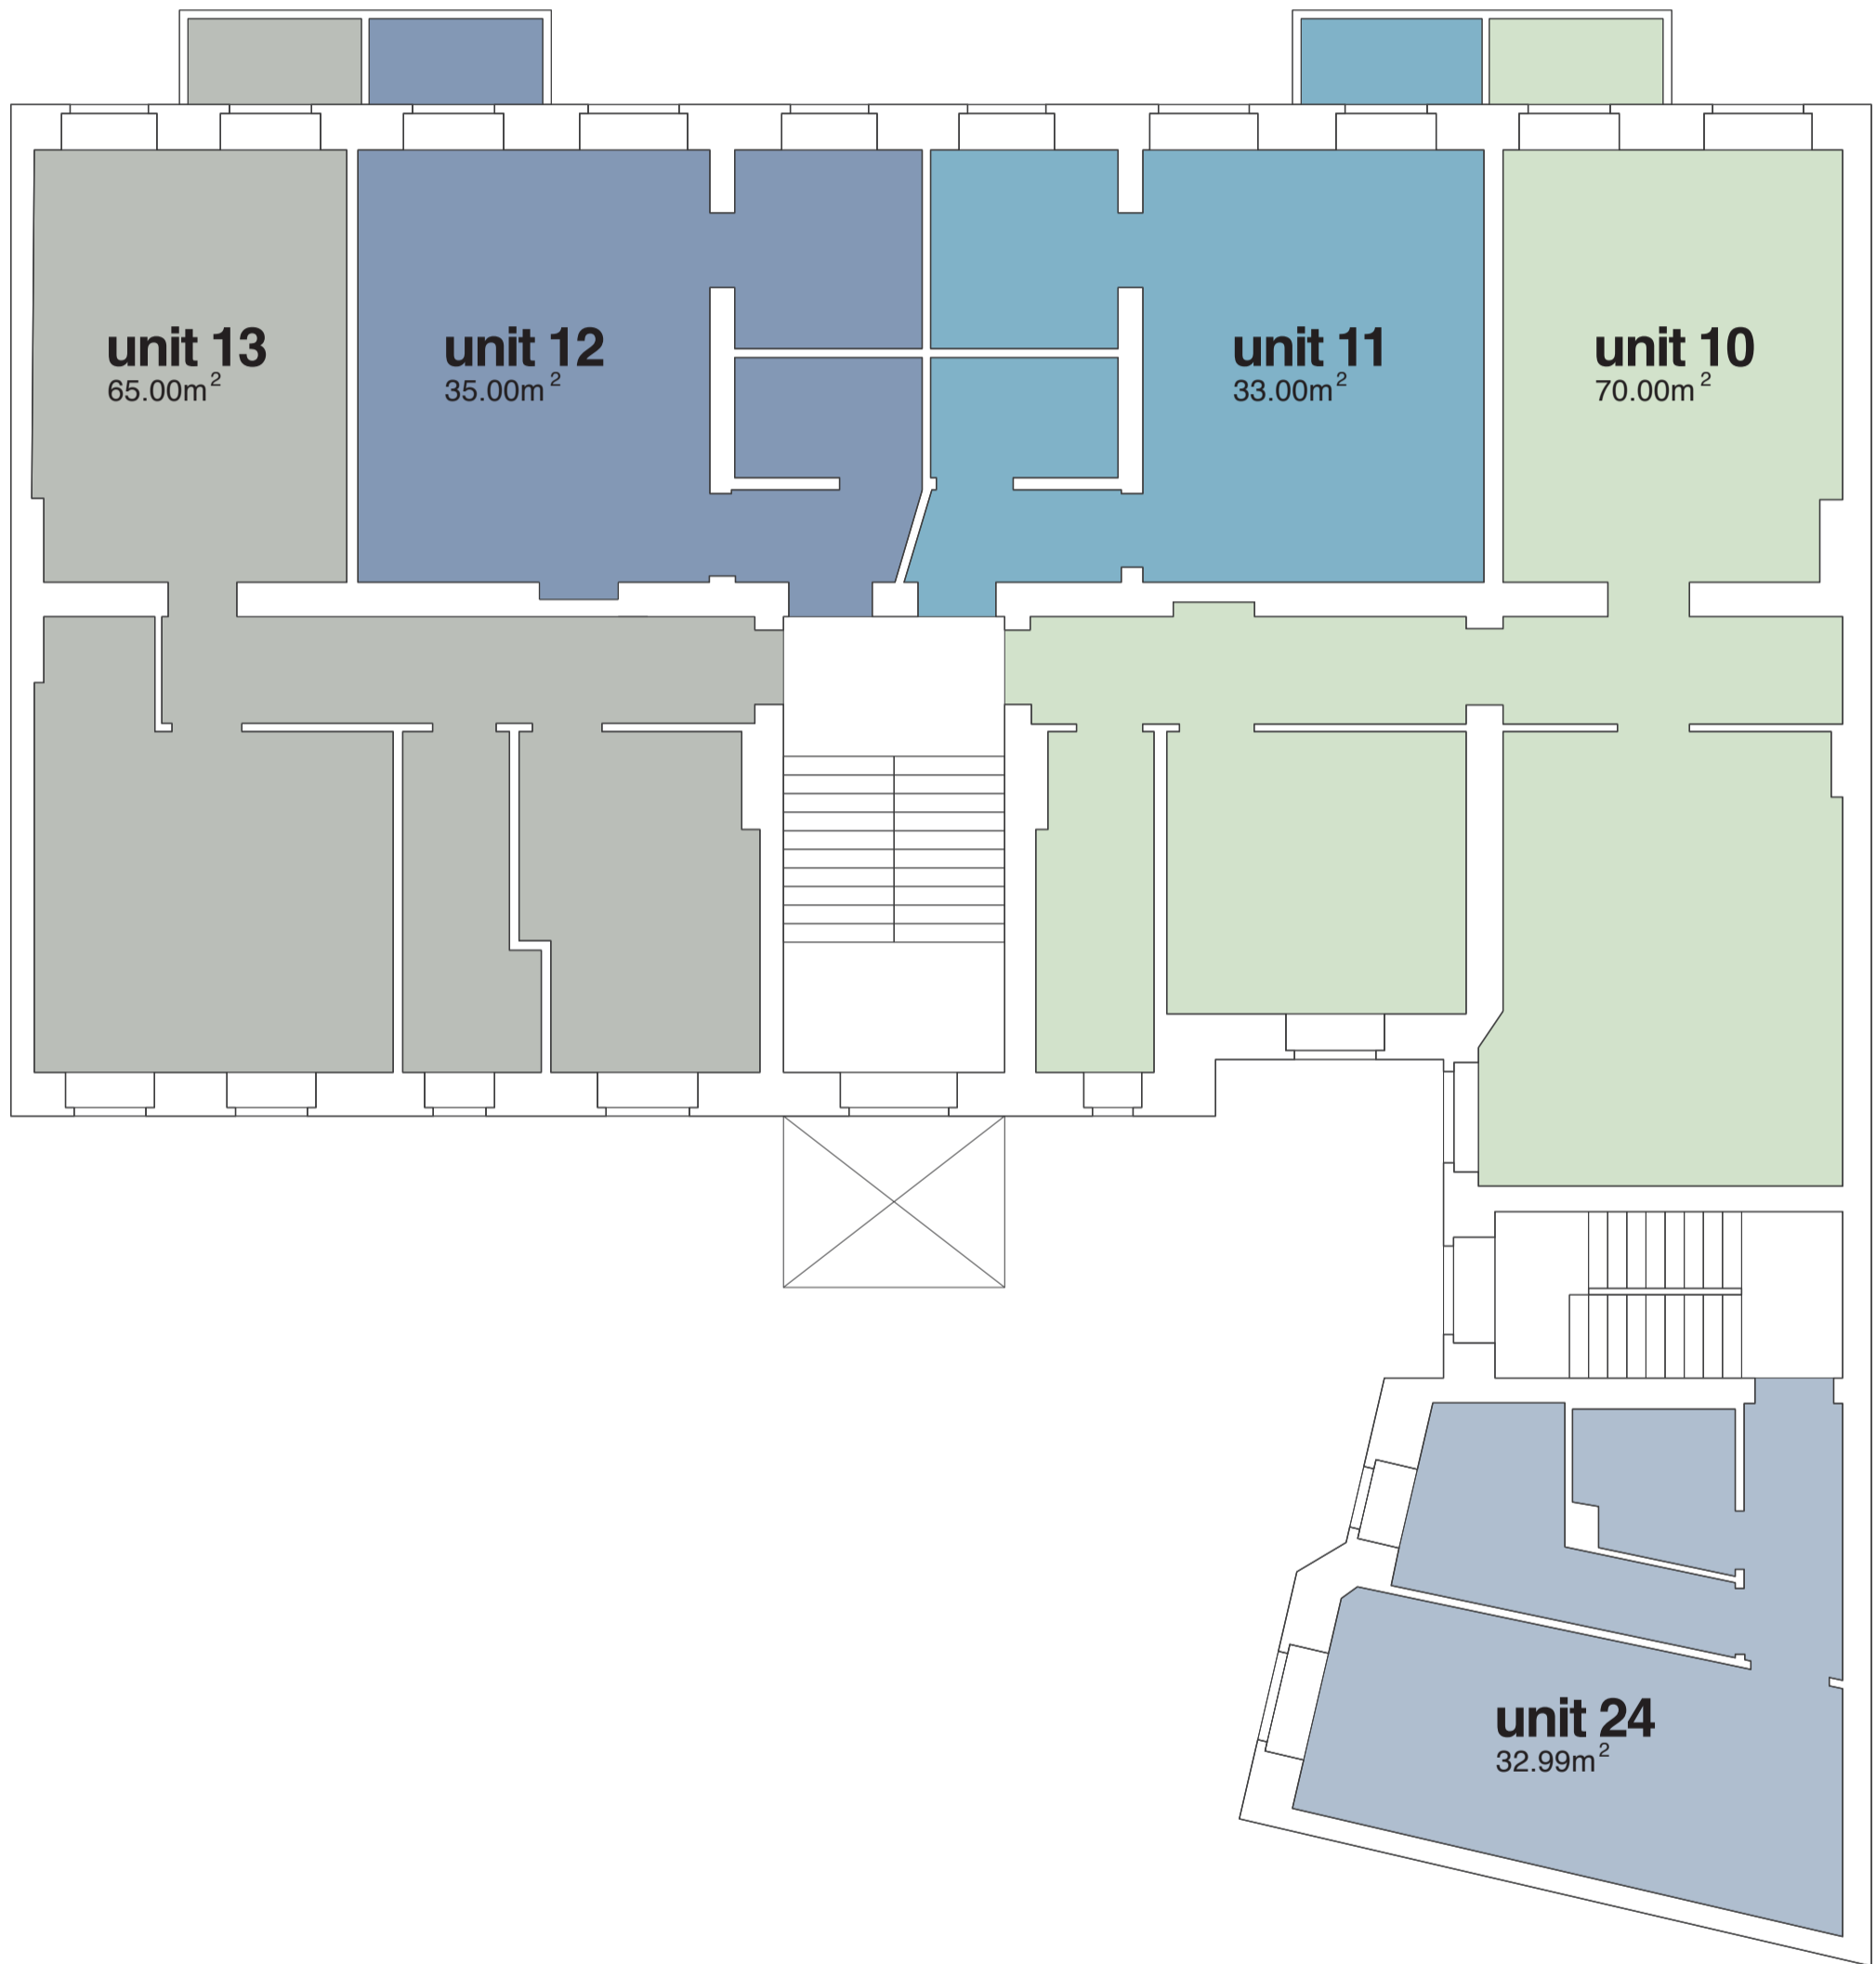 unit 13
65.00m²
unit 12
35.00m²
unit 11
33.00m²
unit 10
70.00m²
unit 24
32.99m²